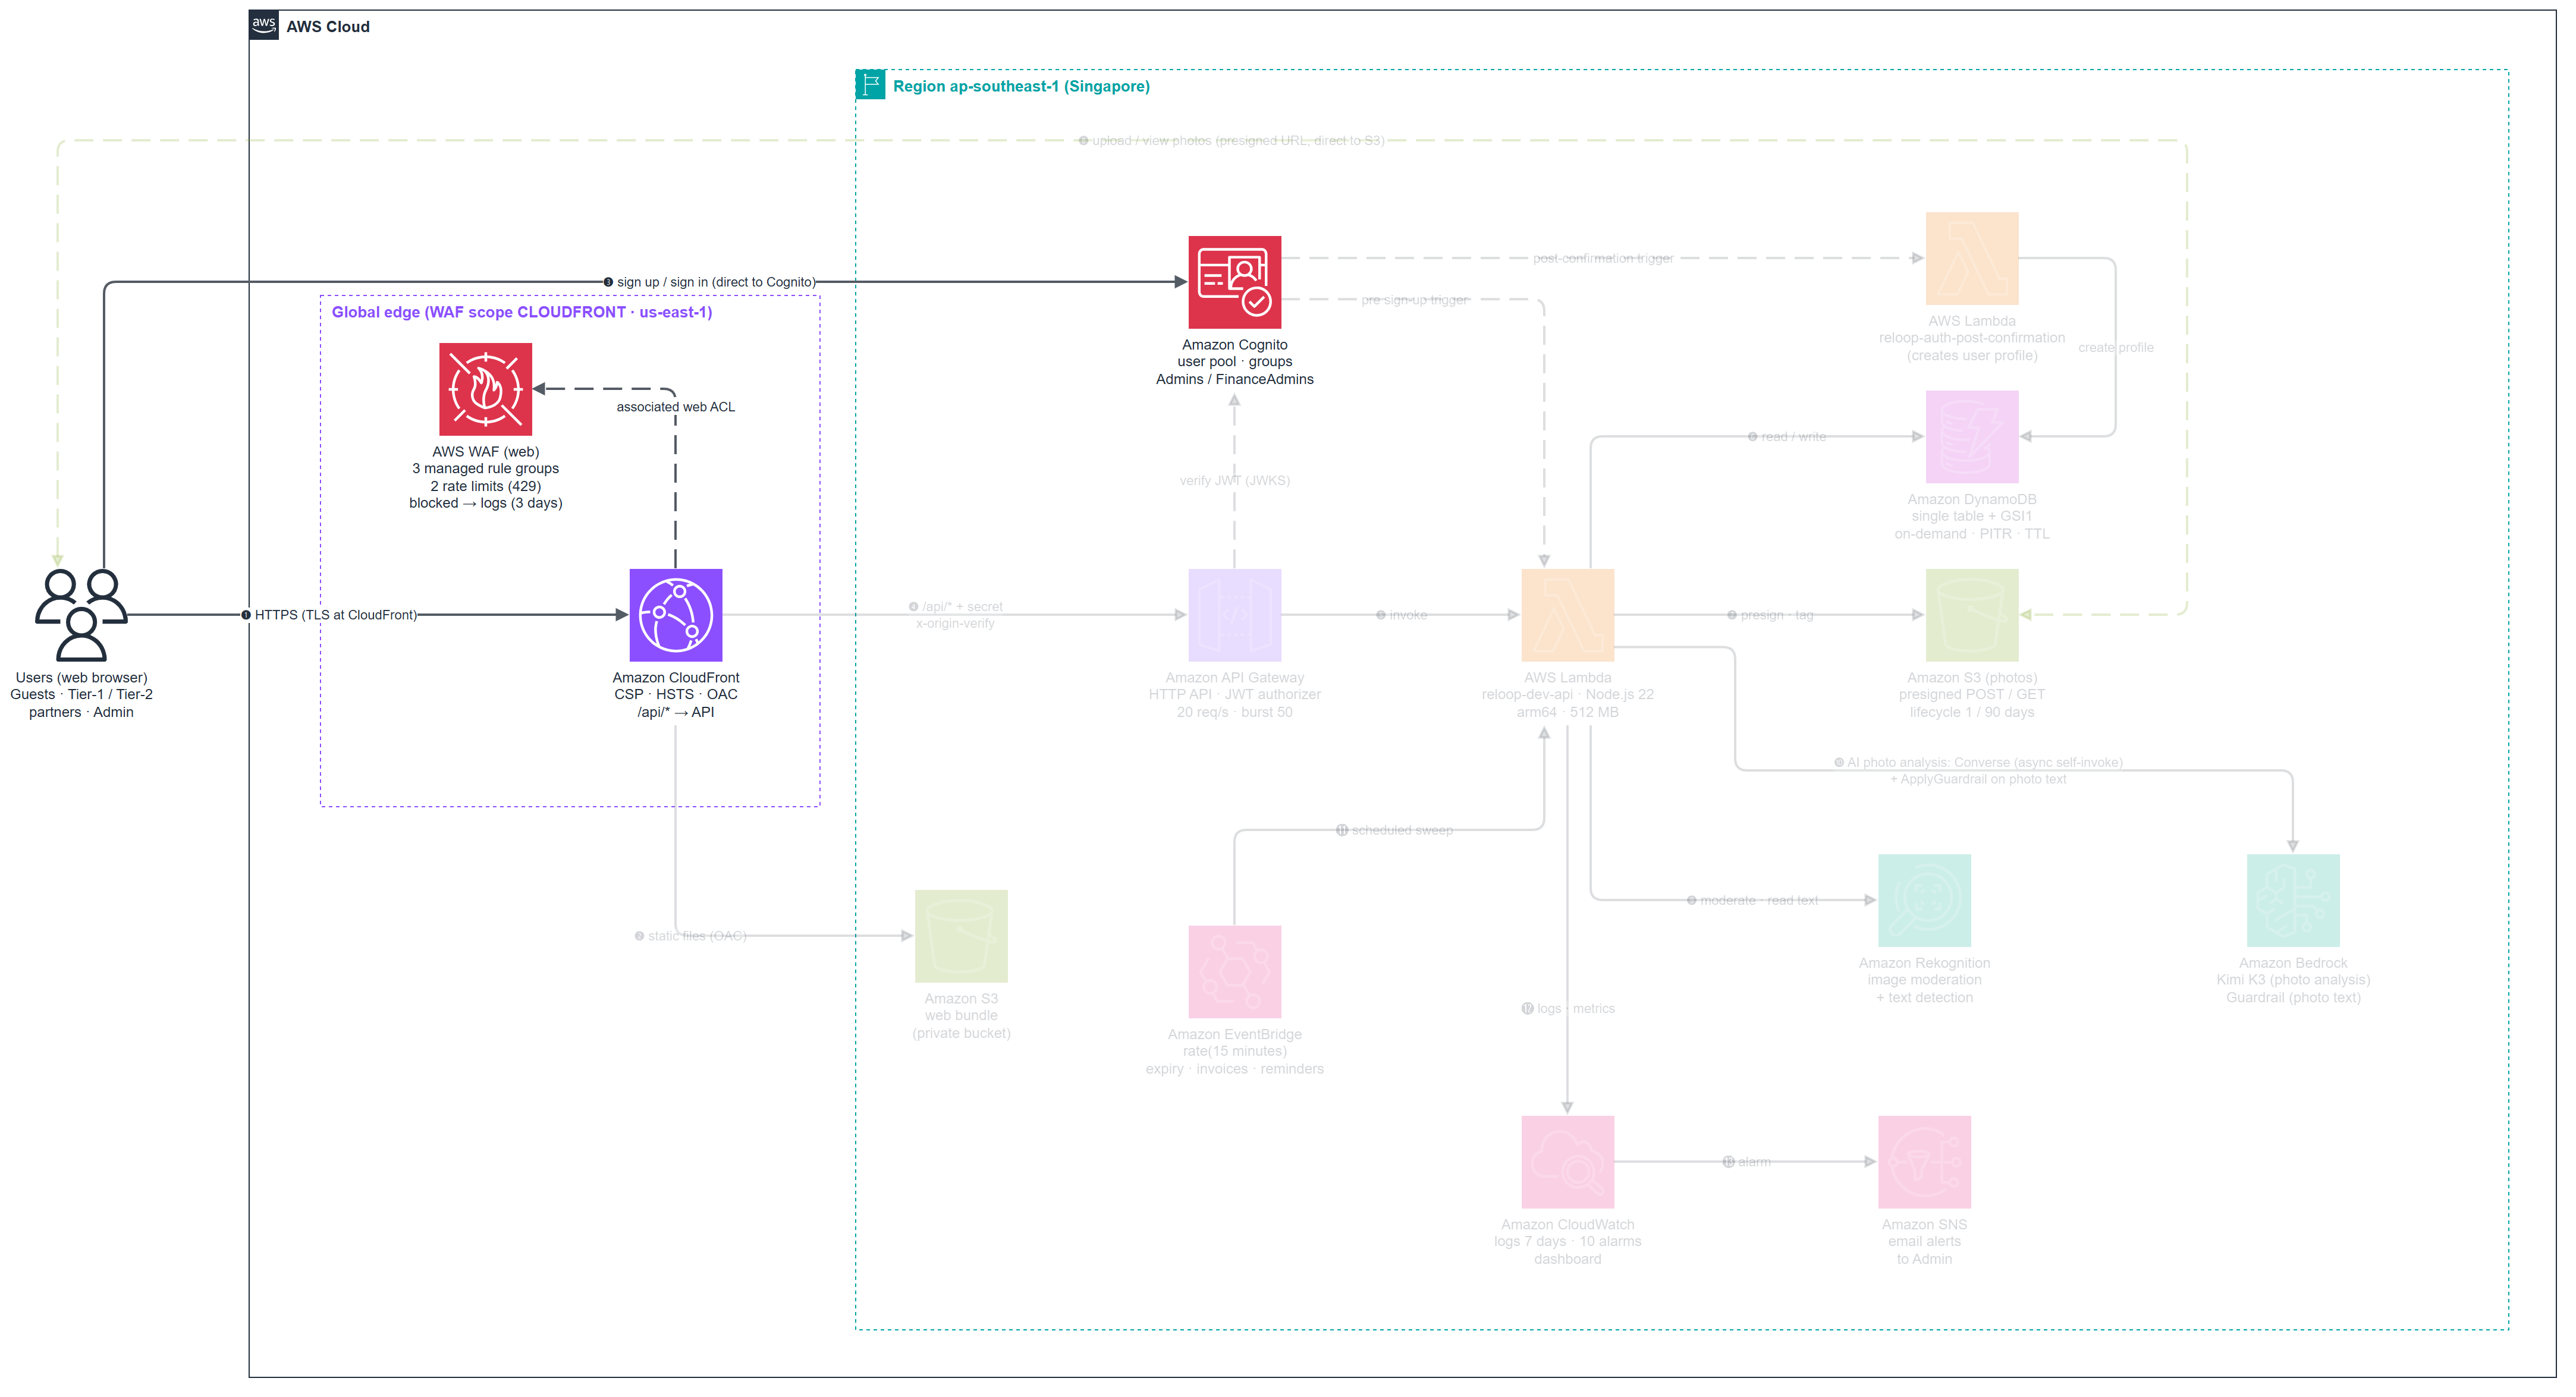 aws
AWS Cloud
Region ap-southeast-1 (Singapore)
❽ upload / view photos (presigned URL, direct to S3)
❸ sign up / sign in (direct to Cognito)
Global edge (WAF scope CLOUDFRONT · us-east-1)
AWS WAF (web)
3 managed rule groups
2 rate limits (429)
blocked → logs (3 days)
associated web ACL
Amazon Cognito
user pool · groups
Admins / FinanceAdmins
post-confirmation trigger
pre sign-up trigger
AWS Lambda
reloop-auth-post-confirmation
(creates user profile)
create profile
verify JWT (JWKS)
❻ read / write
Amazon DynamoDB
single table + GSI1
on-demand · PITR · TTL
Users (web browser)
Guests · Tier-1 / Tier-2
partners · Admin
❶ HTTPS (TLS at CloudFront)
Amazon CloudFront
CSP · HSTS · OAC
/api/* → API
❹ /api/* + secret
x-origin-verify
Amazon API Gateway
HTTP API · JWT authorizer
20 req/s · burst 50
❺ invoke
AWS Lambda
reloop-dev-api · Node.js 22
arm64 · 512 MB
❼ presign · tag
Amazon S3 (photos)
presigned POST / GET
lifecycle 1 / 90 days
❿ AI photo analysis: Converse (async self-invoke)
+ ApplyGuardrail on photo text
⓫ scheduled sweep
❷ static files (OAC)
Amazon S3
web bundle
(private bucket)
Amazon EventBridge
rate(15 minutes)
expiry · invoices · reminders
❾ moderate · read text
Amazon Rekognition
image moderation
+ text detection
Amazon Bedrock
Kimi K3 (photo analysis)
Guardrail (photo text)
⓬ logs · metrics
Amazon CloudWatch
logs 7 days · 10 alarms
dashboard
⓭ alarm
Amazon SNS
email alerts
to Admin